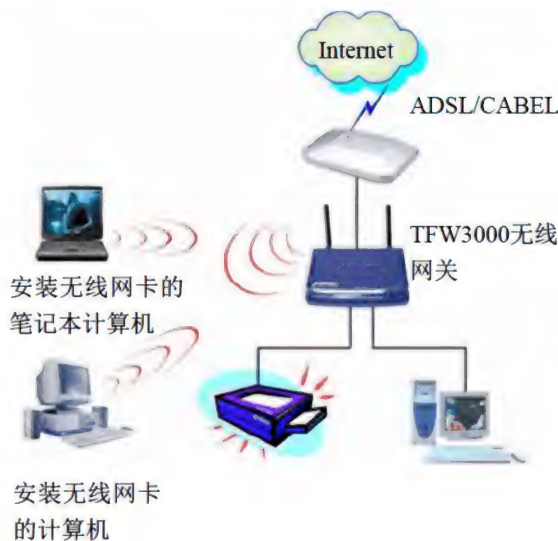 Internet
ADSL/CABEL
TFW3000无线
网关
安装无线网卡的
笔记本计算机
安装无线网卡
的计算机